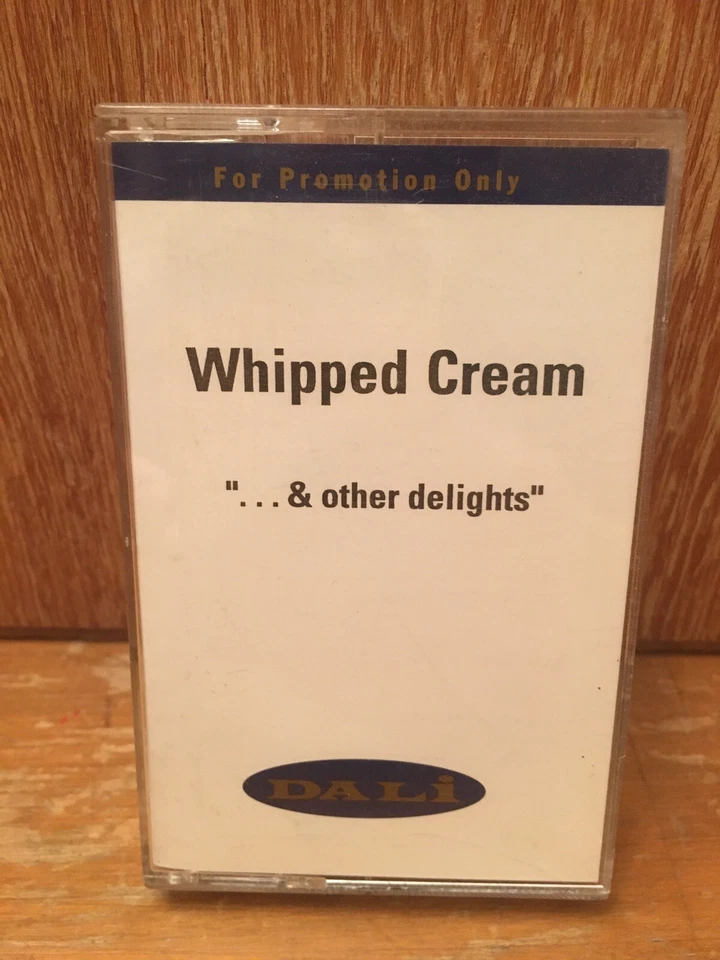 For Promotion Only
Whipped Cream
"...& other delights"
DALi